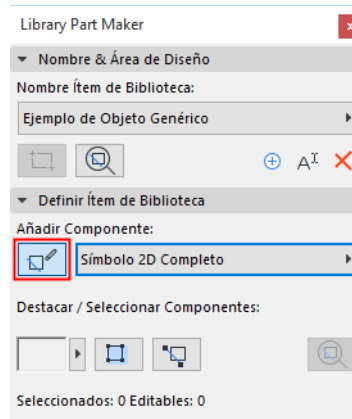 Library Part Maker
Nombre & Área de Diseño
Nombre Ítem de Biblioteca:
Ejemplo de Objeto Genérico
Definir Ítem de Biblioteca
Añadir Componente:
Símbolo 2D Completo
Destacar / Seleccionar Componentes:
Seleccionados: 0 Editables: 0